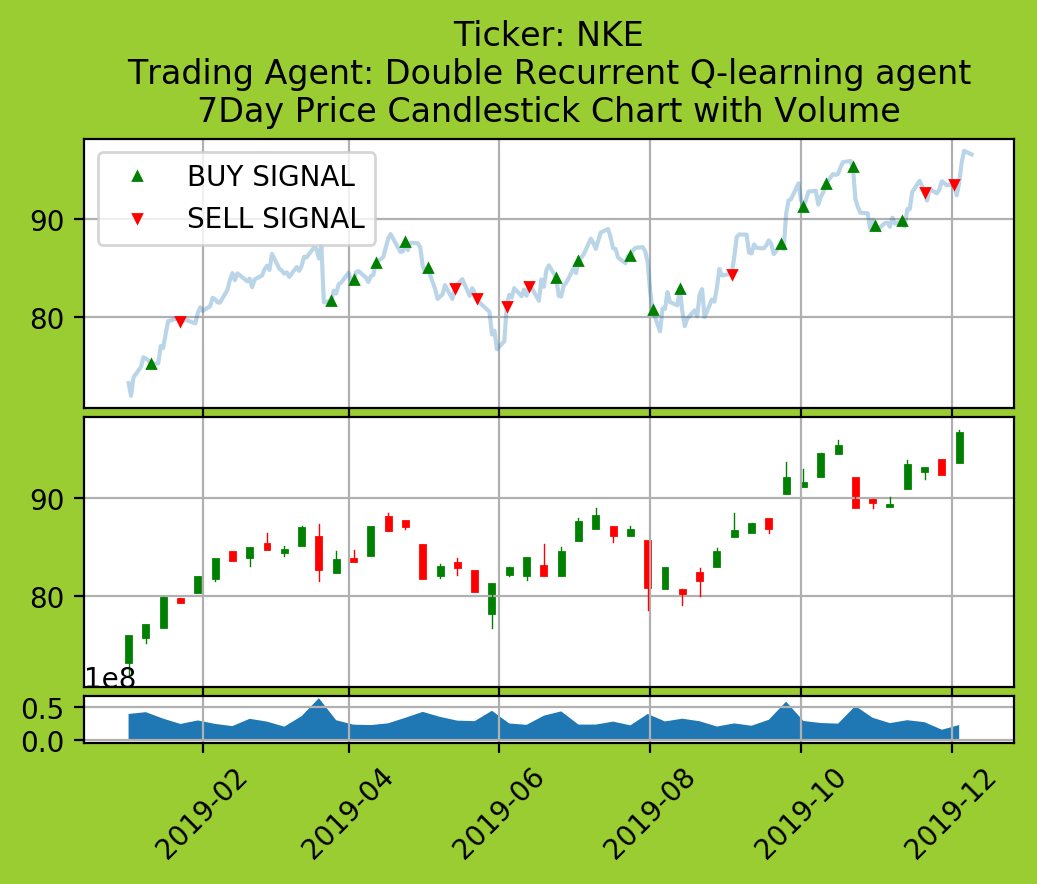 Ticker: NKE
Trading Agent: Double Recurrent Q-learning agent
7Day Price Candlestick Chart with Volume
BUY SIGNAL
SELL SIGNAL
90
80
90
80
1e8
0.5
0.0
2019-02
2019-04
2019-06
2019-08
2019-10
2019-12